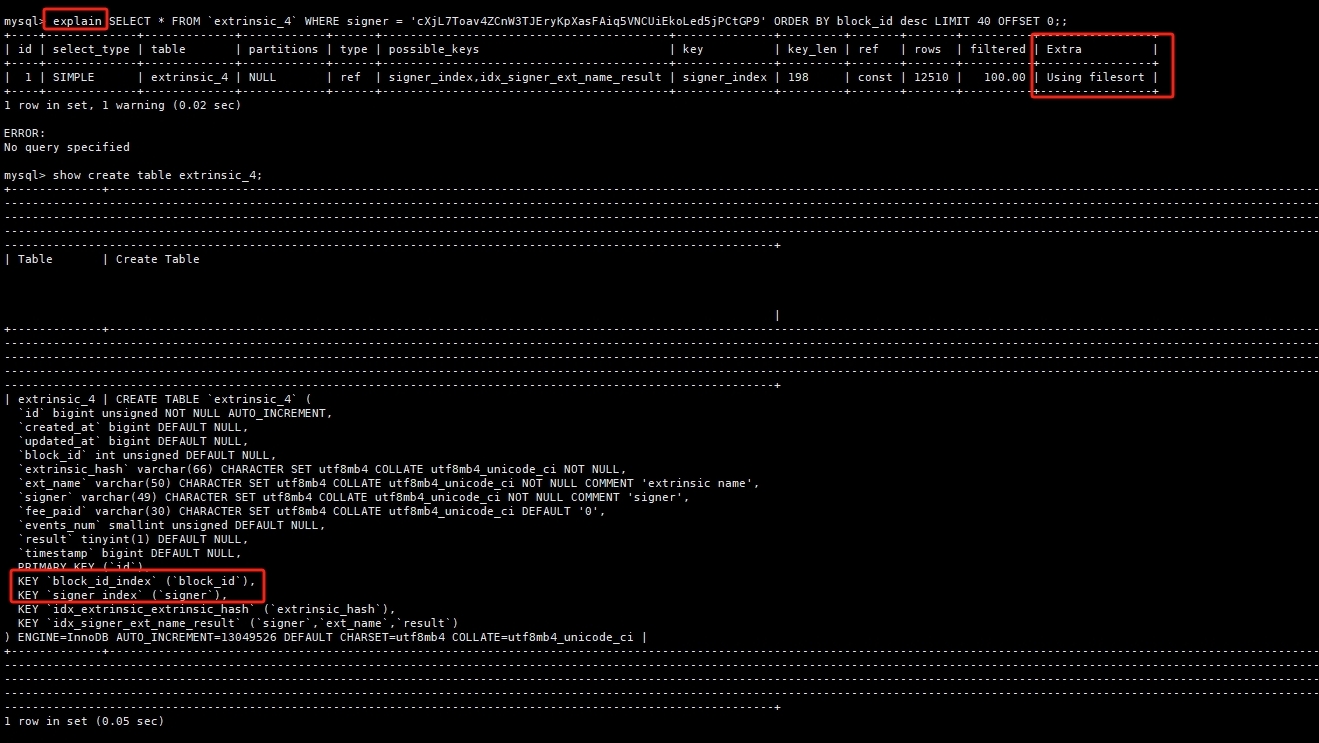 mysql> explain SELECT * FROM `extrinsic_4` WHERE signer = 'cXjL7Toav4ZCnW3TJEryKpXasFAiq5VNCUiEkoLed5jPCtGP9' ORDER BY block_id desc LIMIT 40 OFFSET 0;;
| id | select_type | table | partitions | type | possible_keys | key | key_len | ref | rows | filtered | Extra |
| 1 | SIMPLE | extrinsic_4 | NULL | ref | signer_index,idx_signer_ext_name_result | signer_index | 198 | const | 12510 | 100.00 | Using filesort |
1 row in set, 1 warning (0.02 sec)
ERROR:
No query specified
mysql> show create table extrinsic_4;
| Table | Create Table
|
| extrinsic_4 | CREATE TABLE `extrinsic_4` (
`id` bigint unsigned NOT NULL AUTO_INCREMENT,
`created_at` bigint DEFAULT NULL,
`updated_at` bigint DEFAULT NULL,
`block_id` int unsigned DEFAULT NULL,
`extrinsic_hash` varchar(66) CHARACTER SET utf8mb4 COLLATE utf8mb4_unicode_ci NOT NULL,
`ext_name` varchar(50) CHARACTER SET utf8mb4 COLLATE utf8mb4_unicode_ci NOT NULL COMMENT 'extrinsic name',
`signer` varchar(49) CHARACTER SET utf8mb4 COLLATE utf8mb4_unicode_ci NOT NULL COMMENT 'signer',
`fee_paid` varchar(30) CHARACTER SET utf8mb4 COLLATE utf8mb4_unicode_ci DEFAULT '0',
`events_num` smallint unsigned DEFAULT NULL,
`result` tinyint(1) DEFAULT NULL,
`timestamp` bigint DEFAULT NULL,
PRIMARY KEY (`id`),
KEY `block_id_index` (`block_id`),
KEY `signer_index` (`signer`),
KEY `idx_extrinsic_extrinsic_hash` (`extrinsic_hash`),
KEY `idx_signer_ext_name_result` (`signer`,`ext_name`,`result`)
) ENGINE=InnoDB AUTO_INCREMENT=13049526 DEFAULT CHARSET=utf8mb4 COLLATE=utf8mb4_unicode_ci |
1 row in set (0.05 sec)